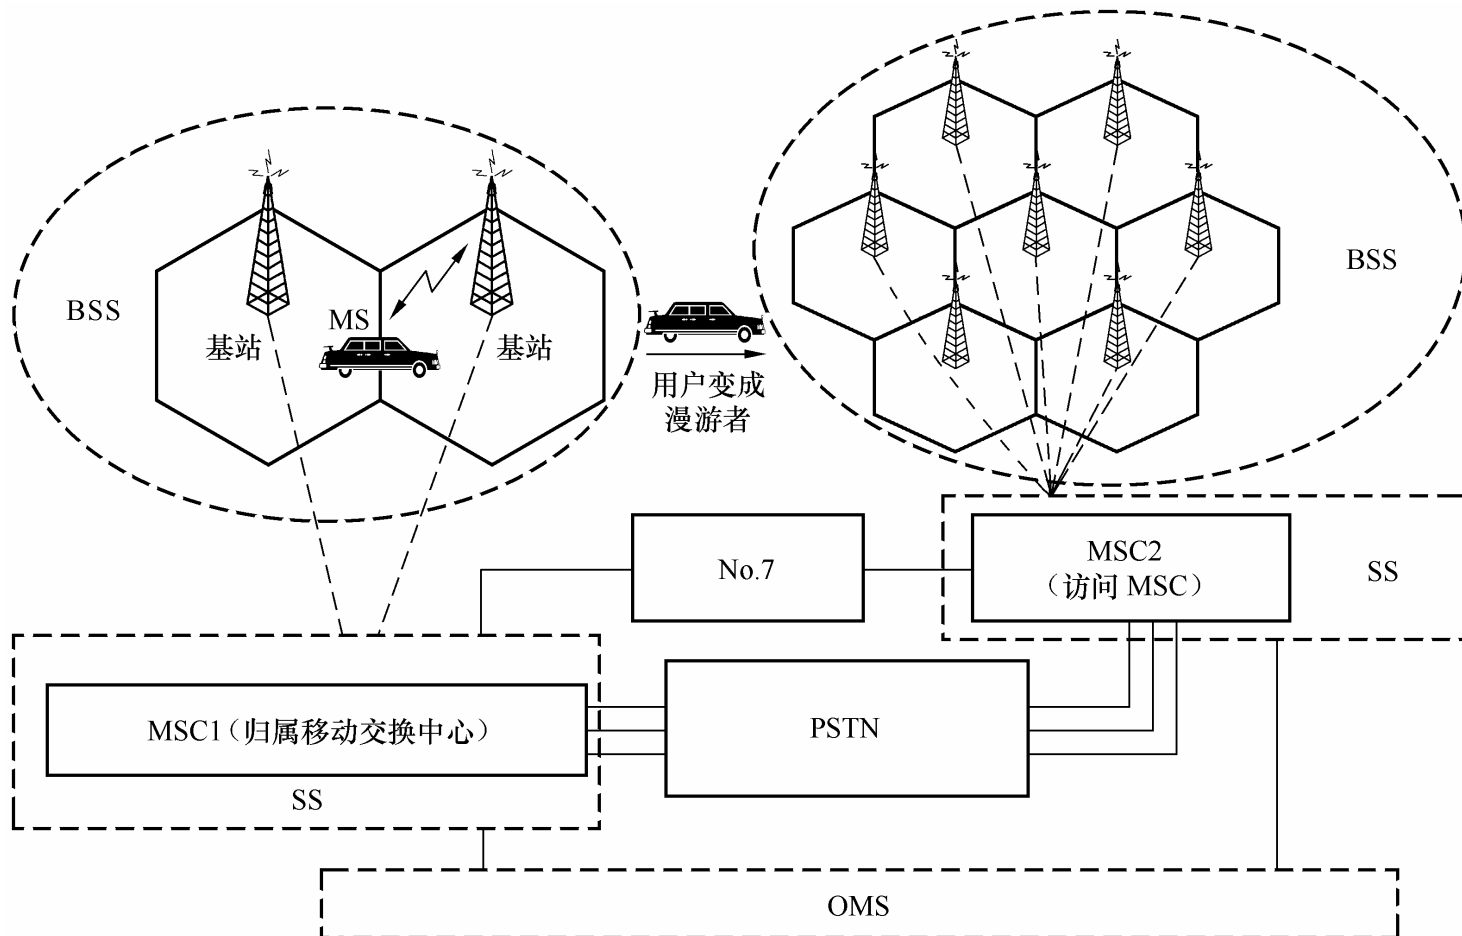 BSS
BSS
MS
基站
基站
用户变成
漫游者
No.7
MSC2
（访问 MSC）
SS
MSC1（归属移动交换中心）
PSTN
SS
OMS